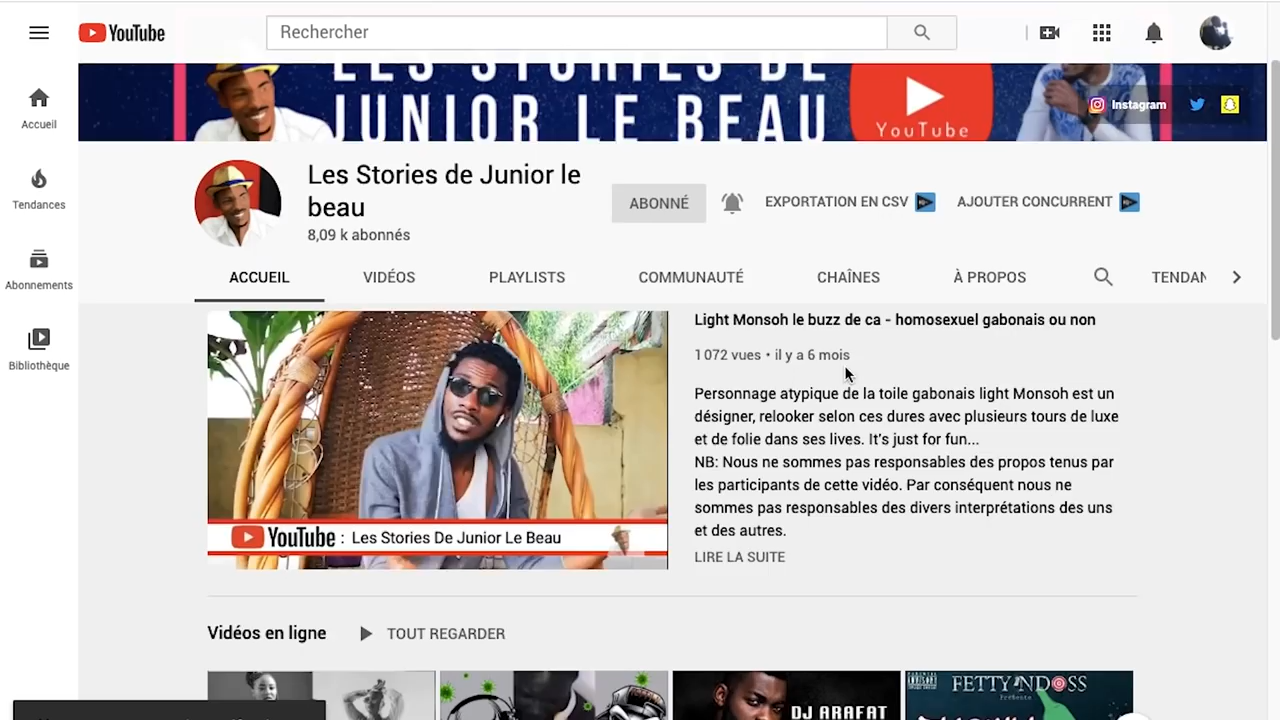 YouTube
Rechercher
LES STORIES DE
JUNIOR LE BEAU
YouTube
Instagram
Accueil
Tendances
Abonnements
Bibliothèque
Les Stories de Junior le
beau
8,09 k abonnés
ABONNÉ
EXPORTATION EN CSV
AJOUTER CONCURRENT
ACCUEIL
VIDÉOS
PLAYLISTS
COMMUNAUTÉ
CHAÎNES
À PROPOS
TENDAN
YouTube : Les Stories De Junior Le Beau
Light Monsoh le buzz de ca - homosexuel gabonais ou non
1 072 vues • il y a 6 mois
Personnage atypique de la toile gabonais light Monsoh est un
désigner, relooker selon ces dures avec plusieurs tours de luxe
et de folie dans ses lives. It's just for fun...
NB: Nous ne sommes pas responsables des propos tenus par
les participants de cette vidéo. Par conséquent nous ne
sommes pas responsables des divers interprétations des uns
et des autres.
LIRE LA SUITE
Vidéos en ligne
TOUT REGARDER
DJ ARAFAT
FETTY NDOSS
Présente